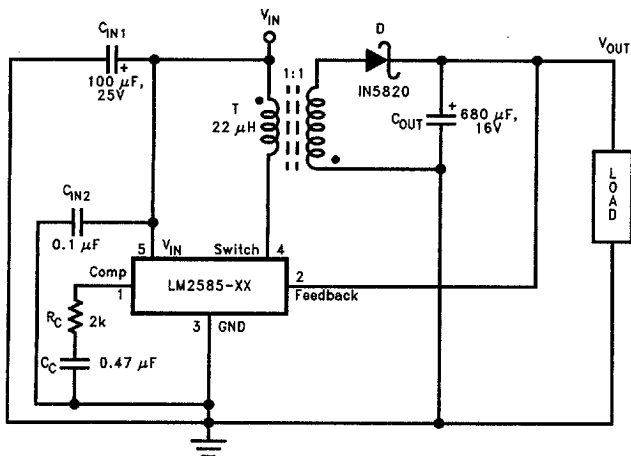 C_IN1
100 µF,
25V
+
V_IN
1:1
T
22 µH
D
IN5820
V_OUT
C_OUT
+
680 µF,
16V
LOAD
C_IN2
0.1 µF
5 V_IN
Switch 4
Comp
1
LM2585-XX
2
Feedback
3 GND
R_C
2k
C_C
0.47 µF